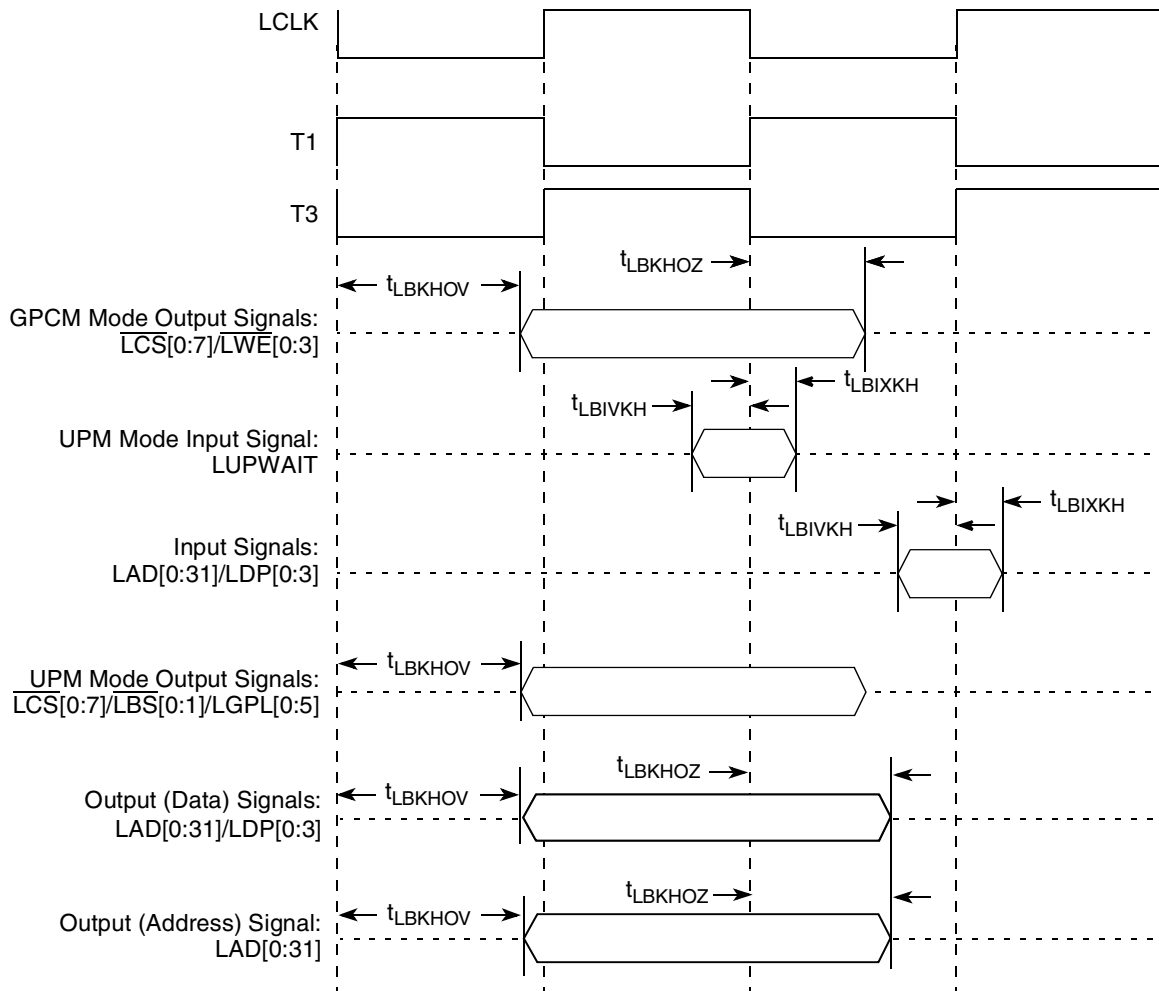 LCLK
T1
T3
tLBKHOZ
tLBKHOV
GPCM Mode Output Signals:
LCS[0:7]/LWE[0:3]
tLBIXKH
tLBIVKH
UPM Mode Input Signal:
LUPWAIT
tLBIXKH
tLBIVKH
Input Signals:
LAD[0:31]/LDP[0:3]
tLBKHOV
UPM Mode Output Signals:
LCS[0:7]/LBS[0:1]/LGPL[0:5]
tLBKHOZ
tLBKHOV
Output (Data) Signals:
LAD[0:31]/LDP[0:3]
tLBKHOZ
tLBKHOV
Output (Address) Signal:
LAD[0:31]